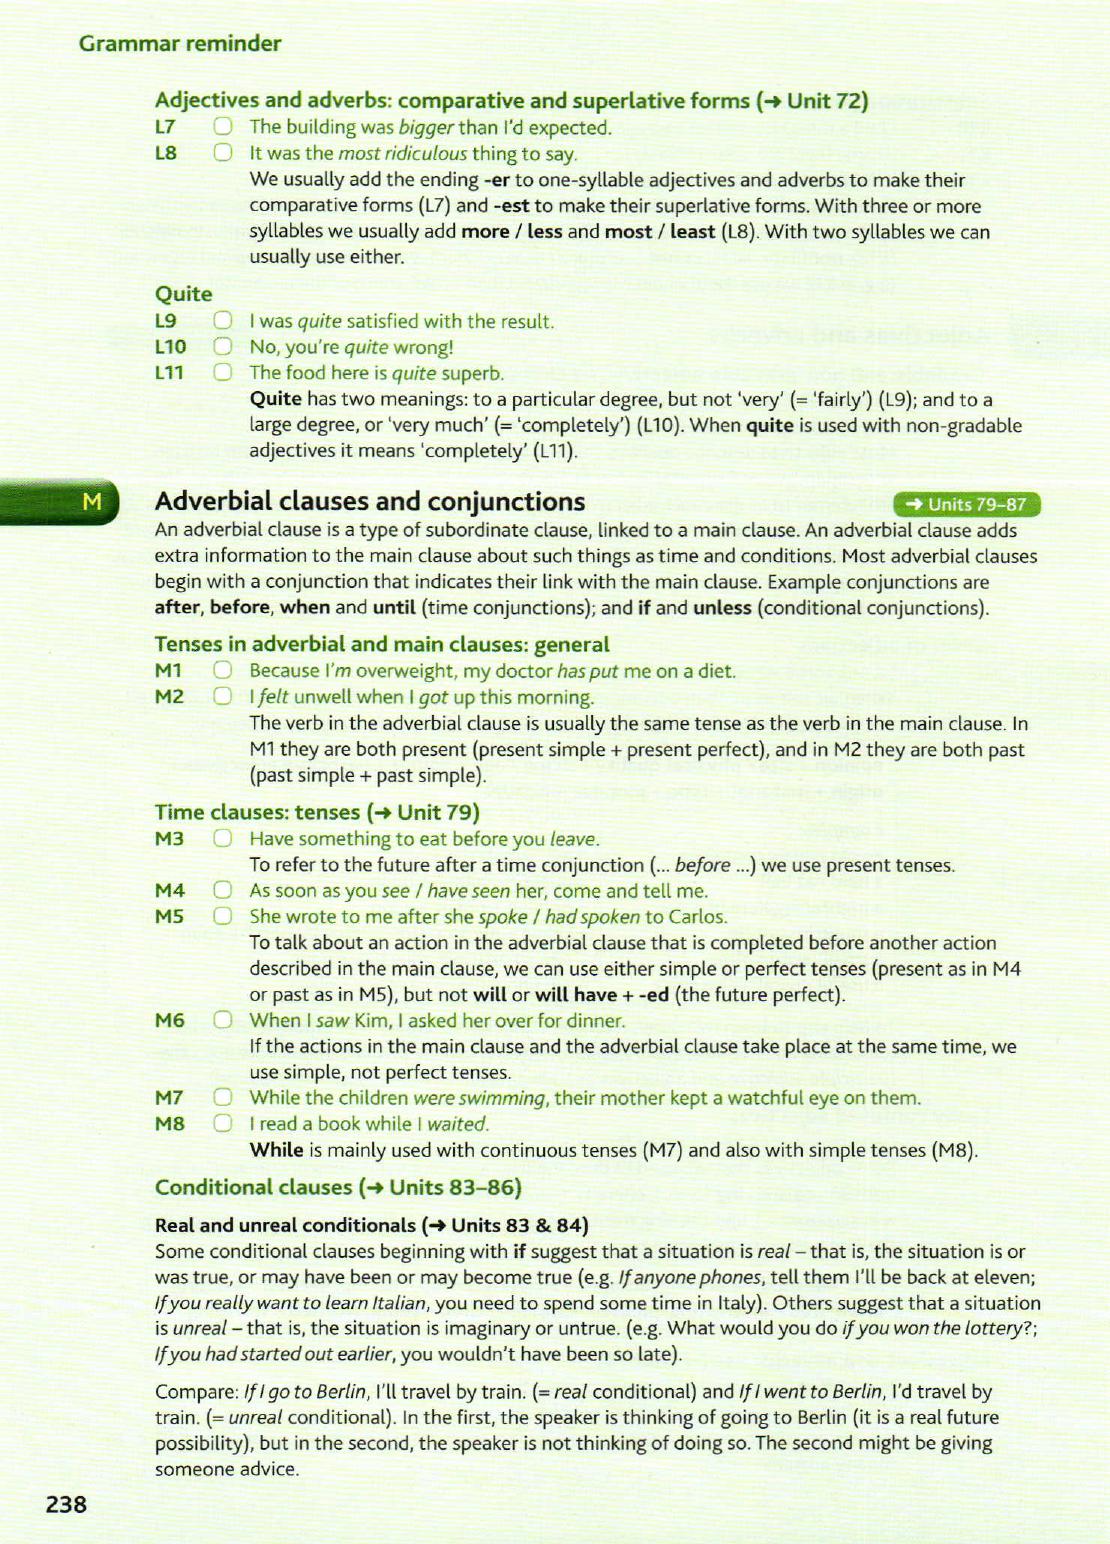 Grammar reminder
Adjectives and adverbs: comparative and superlative forms (➔ Unit 72)
L7 The building was bigger than I'd expected.
L8 It was the most ridiculous thing to say.
We usually add the ending -er to one-syllable adjectives and adverbs to make their
comparative forms (L7) and -est to make their superlative forms. With three or more
syllables we usually add more / less and most / least (L8). With two syllables we can
usually use either.
Quite
L9 I was quite satisfied with the result.
L10 No, you're quite wrong!
L11 The food here is quite superb.
Quite has two meanings: to a particular degree, but not 'very' (= 'fairly') (L9); and to a
large degree, or 'very much' (= 'completely') (L10). When quite is used with non-gradable
adjectives it means 'completely' (L11).
M Adverbial clauses and conjunctions ➔ Units 79–87
An adverbial clause is a type of subordinate clause, linked to a main clause. An adverbial clause adds
extra information to the main clause about such things as time and conditions. Most adverbial clauses
begin with a conjunction that indicates their link with the main clause. Example conjunctions are
after, before, when and until (time conjunctions); and if and unless (conditional conjunctions).
Tenses in adverbial and main clauses: general
M1 Because I'm overweight, my doctor has put me on a diet.
M2 I felt unwell when I got up this morning.
The verb in the adverbial clause is usually the same tense as the verb in the main clause. In
M1 they are both present (present simple + present perfect), and in M2 they are both past
(past simple + past simple).
Time clauses: tenses (➔ Unit 79)
M3 Have something to eat before you leave.
To refer to the future after a time conjunction (... before ...) we use present tenses.
M4 As soon as you see / have seen her, come and tell me.
M5 She wrote to me after she spoke / had spoken to Carlos.
To talk about an action in the adverbial clause that is completed before another action
described in the main clause, we can use either simple or perfect tenses (present as in M4
or past as in M5), but not will or will have + -ed (the future perfect).
M6 When I saw Kim, I asked her over for dinner.
If the actions in the main clause and the adverbial clause take place at the same time, we
use simple, not perfect tenses.
M7 While the children were swimming, their mother kept a watchful eye on them.
M8 I read a book while I waited.
While is mainly used with continuous tenses (M7) and also with simple tenses (M8).
Conditional clauses (➔ Units 83–86)
Real and unreal conditionals (➔ Units 83 & 84)
Some conditional clauses beginning with if suggest that a situation is real – that is, the situation is or
was true, or may have been or may become true (e.g. If anyone phones, tell them I'll be back at eleven;
If you really want to learn Italian, you need to spend some time in Italy). Others suggest that a situation
is unreal – that is, the situation is imaginary or untrue. (e.g. What would you do if you won the lottery?;
If you had started out earlier, you wouldn't have been so late).
Compare: If I go to Berlin, I'll travel by train. (= real conditional) and If I went to Berlin, I'd travel by
train. (= unreal conditional). In the first, the speaker is thinking of going to Berlin (it is a real future
possibility), but in the second, the speaker is not thinking of doing so. The second might be giving
someone advice.
238